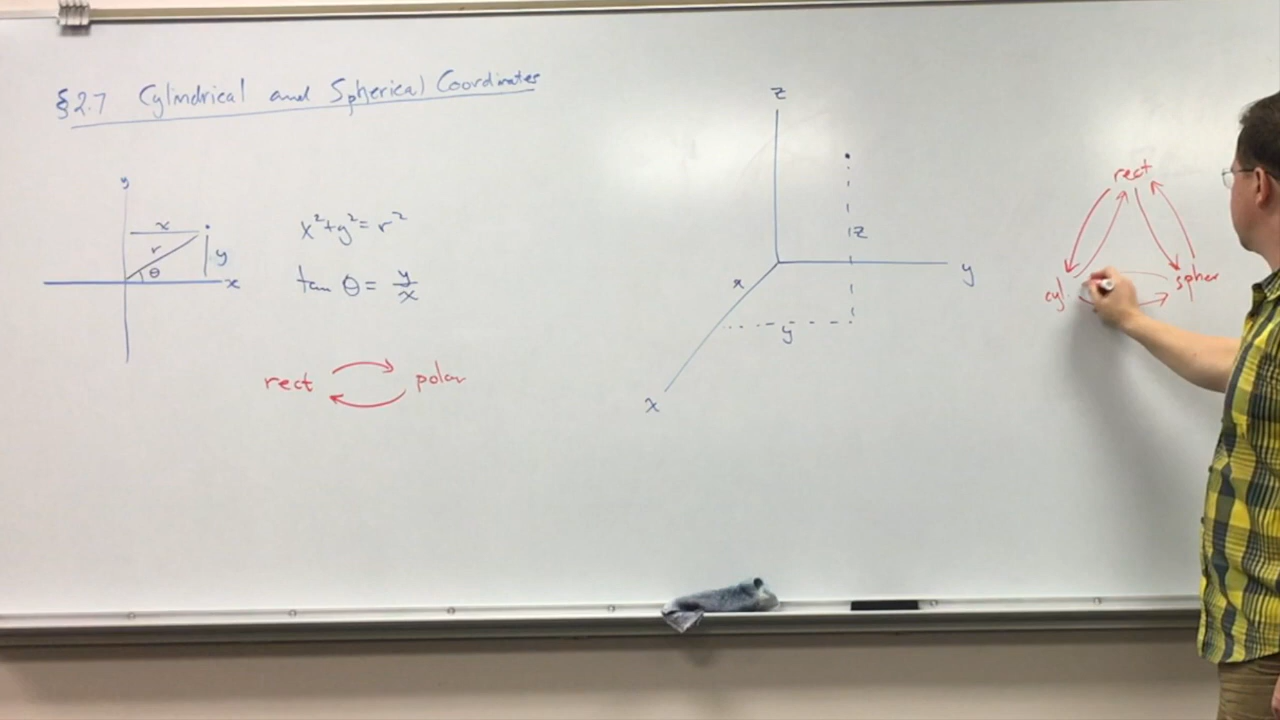 §2.7 Cylindrical and Spherical Coordinates
y
x
r
θ
y
x
x²+y²=r²
tan θ = y/x
rect
polar
z
z
y
x
y
x
rect
cyl.
spher